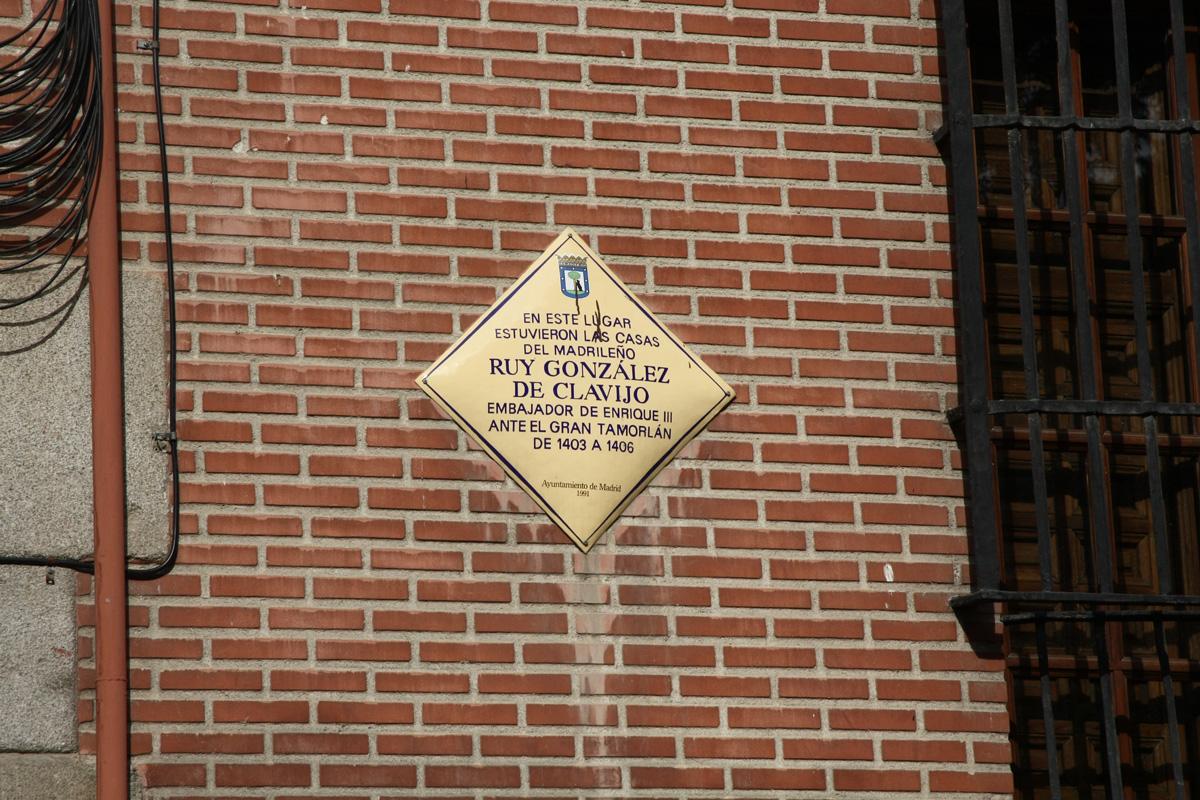 EN ESTE LUGAR
ESTUVIERON LAS CASAS
DEL MADRILEÑO
RUY GONZÁLEZ
DE CLAVIJO
EMBAJADOR DE ENRIQUE III
ANTE EL GRAN TAMORLÁN
DE 1403 A 1406
Ayuntamiento de Madrid
1991